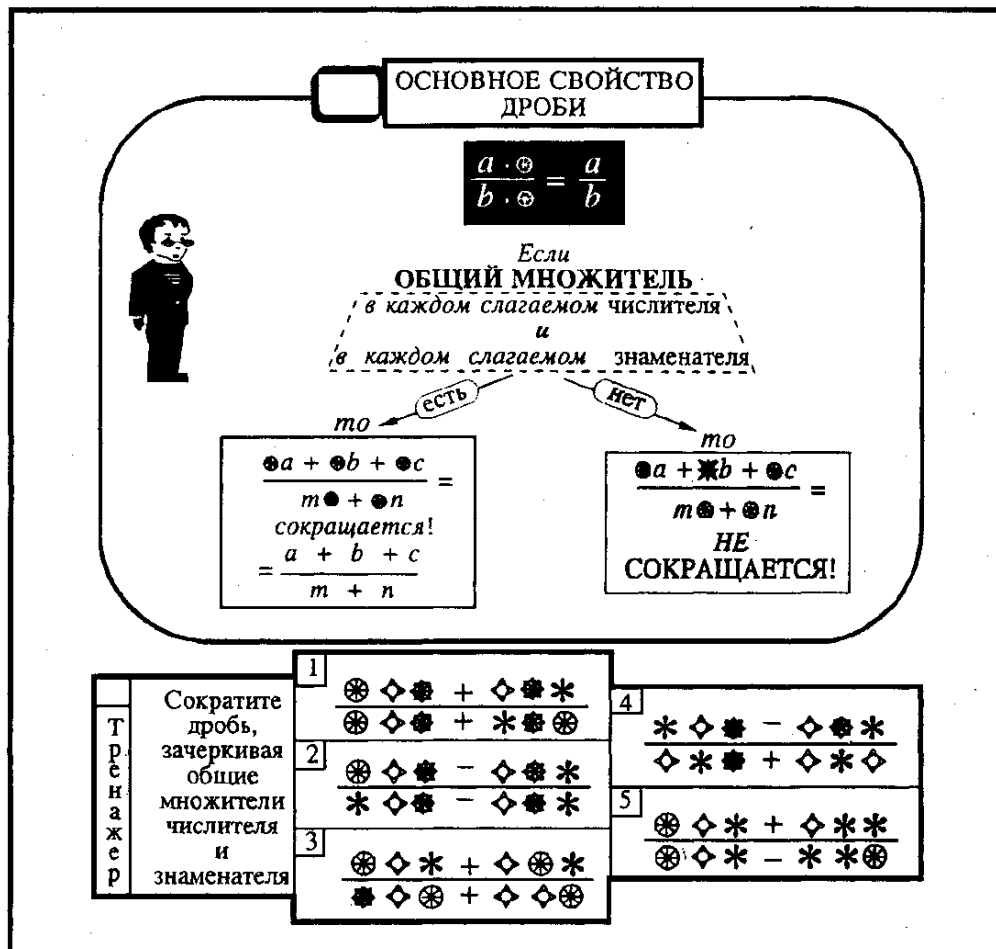 ОСНОВНОЕ СВОЙСТВО
ДРОБИ
a · ⊛ / b · ⊛ = a / b
Если
ОБЩИЙ МНОЖИТЕЛЬ
в каждом слагаемом числителя
и
в каждом слагаемом знаменателя
есть
нет
то
⊛a + ⊛b + ⊛c
m● + ⊛n
=
сокращается!
= a + b + c
m + n
то
⊛a + ✷b + ⊛c
m⊛ + ⊛n
=
НЕ
СОКРАЩАЕТСЯ!
Тренажер
Сократите
дробь,
зачеркивая
общие
множители
числителя
и
знаменателя
1
⊛ ✧ ✹ + ✧ ✹ ✱
⊛ ✧ ✹ + ✱ ✹ ⊛
2
⊛ ✧ ✹ − ✧ ✹ ✱
✱ ✧ ✹ − ✧ ✹ ✱
3
⊛ ✧ ✱ + ✧ ⊛ ✱
✹ ✧ ⊛ + ✧ ✧ ⊛
4
✱ ✧ ✹ − ✧ ✹ ✱
✧ ✱ ✹ + ✧ ✱ ✧
5
⊛ ✧ ✱ + ✧ ✱ ✱
⊛ ✧ ✱ − ✱ ✱ ⊛